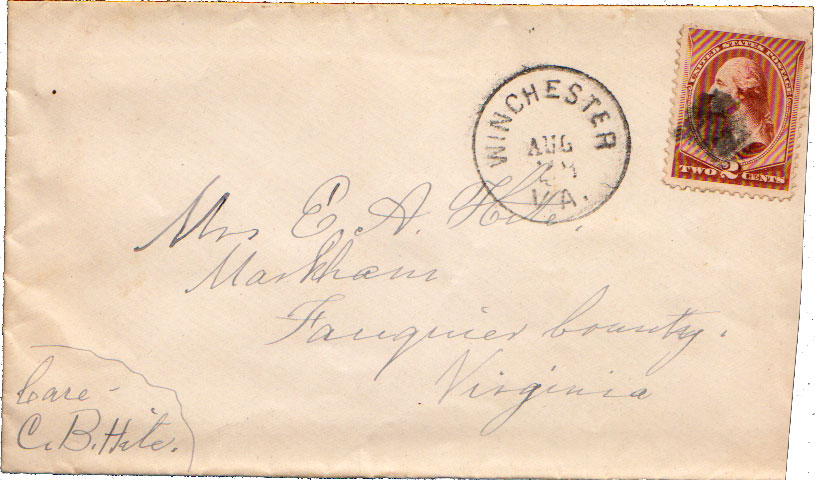 UNITED STATES POSTAGE
TWO 2 CENTS
WINCHESTER
AUG
VA.
Mrs E. A. Hite,
Markham
Fauquier County.
Virginia
Care -
C. B. Hite.